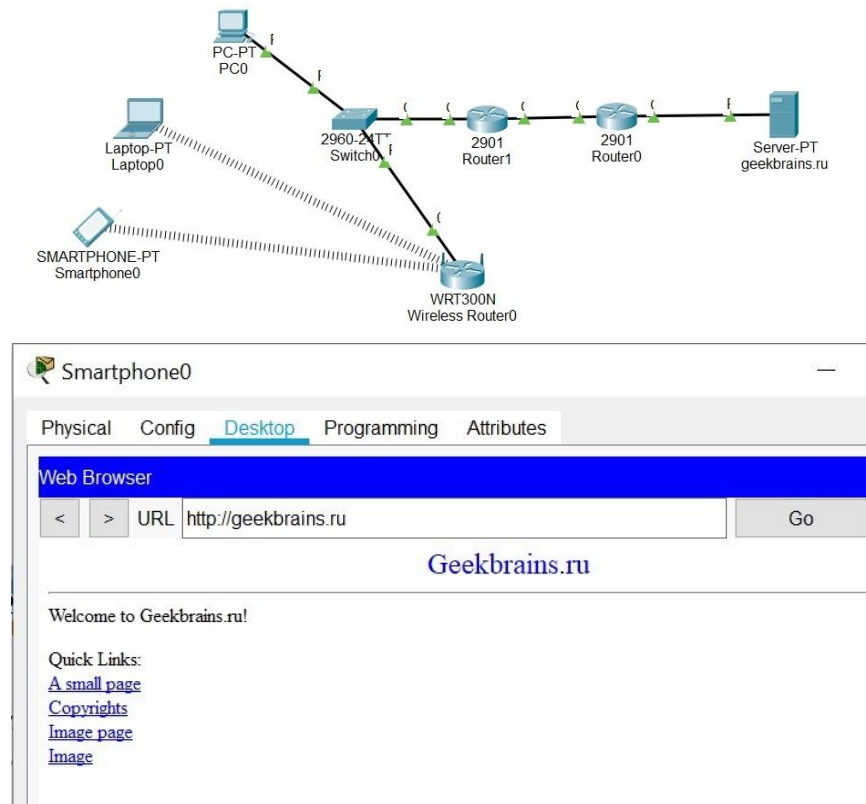 PC-PT
PC0
Laptop-PT
Laptop0
SMARTPHONE-PT
Smartphone0
2960-24TT
Switch0
2901
Router1
2901
Router0
Server-PT
geekbrains.ru
WRT300N
Wireless Router0
Smartphone0
Physical Config Desktop Programming Attributes
Web Browser
< > URL http://geekbrains.ru Go
Geekbrains.ru
Welcome to Geekbrains.ru!
Quick Links:
A small page
Copyrights
Image page
Image